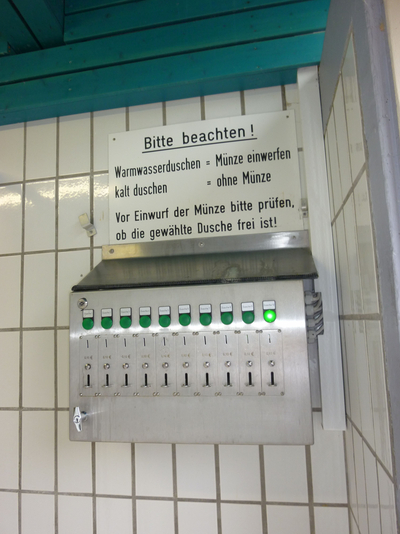 Bitte beachten!
Warmwasserduschen = Münze einwerfen
kalt duschen = ohne Münze
Vor Einwurf der Münze bitte prüfen,
ob die gewählte Dusche frei ist!